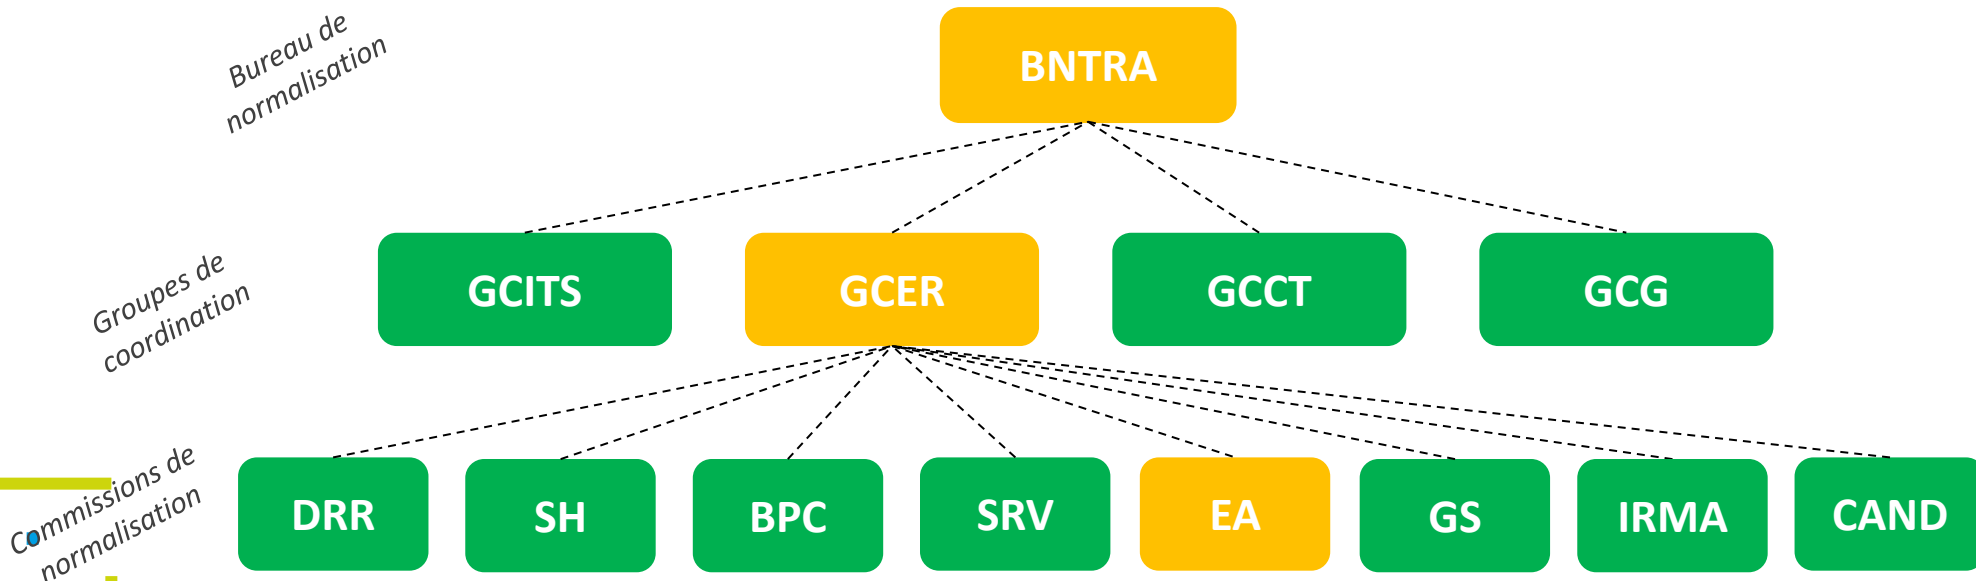 Bureau de
normalisation
BNTRA
Groupes de
coordination
GCITS
GCER
GCCT
GCG
Commissions de
normalisation
DRR
SH
BPC
SRV
EA
GS
IRMA
CAND